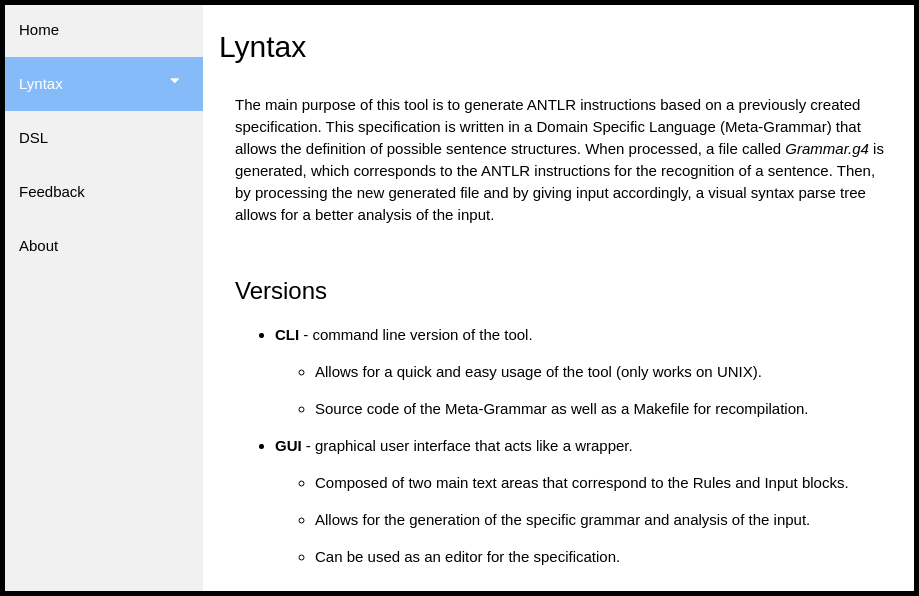 Home
Lyntax
DSL
Feedback
About
Lyntax
The main purpose of this tool is to generate ANTLR instructions based on a previously created
specification. This specification is written in a Domain Specific Language (Meta-Grammar) that
allows the definition of possible sentence structures. When processed, a file called Grammar.g4 is
generated, which corresponds to the ANTLR instructions for the recognition of a sentence. Then,
by processing the new generated file and by giving input accordingly, a visual syntax parse tree
allows for a better analysis of the input.
Versions
CLI - command line version of the tool.
Allows for a quick and easy usage of the tool (only works on UNIX).
Source code of the Meta-Grammar as well as a Makefile for recompilation.
GUI - graphical user interface that acts like a wrapper.
Composed of two main text areas that correspond to the Rules and Input blocks.
Allows for the generation of the specific grammar and analysis of the input.
Can be used as an editor for the specification.